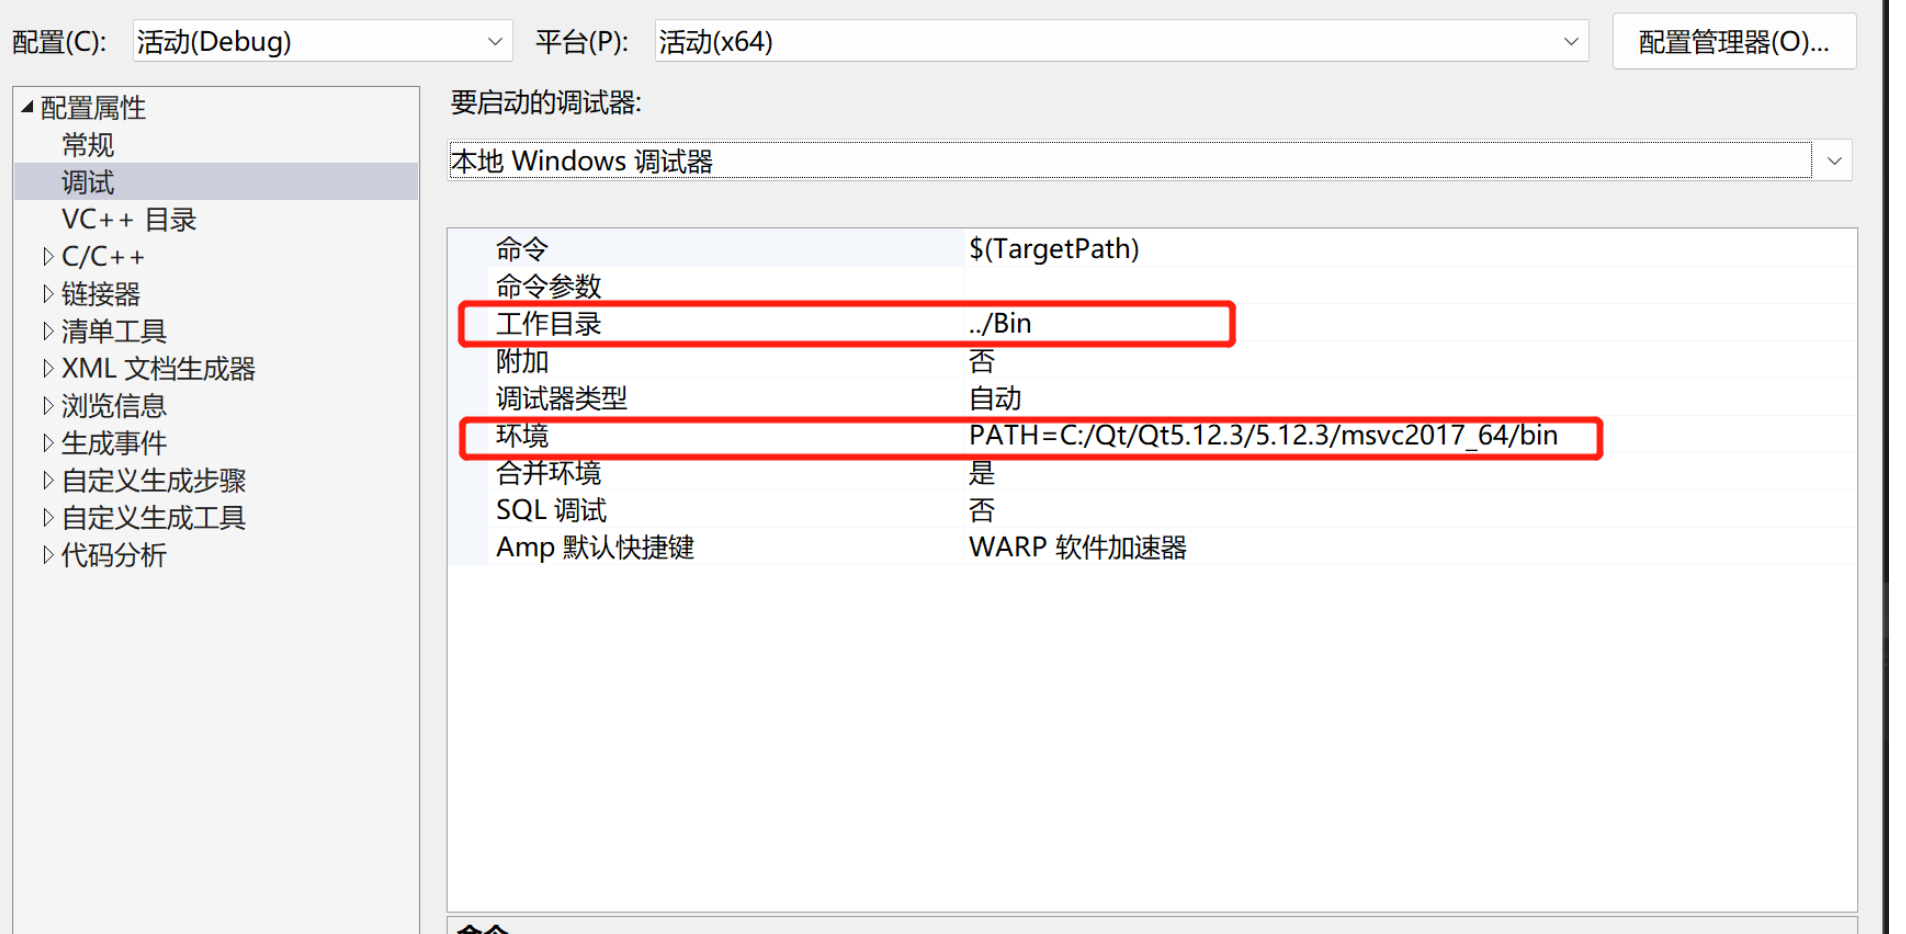 配置(C): 活动(Debug) 平台(P): 活动(x64) 配置管理器(O)...
配置属性
常规
调试
VC++ 目录
C/C++
链接器
清单工具
XML 文档生成器
浏览信息
生成事件
自定义生成步骤
自定义生成工具
代码分析
要启动的调试器:
本地 Windows 调试器
命令 $(TargetPath)
命令参数
工作目录 ../Bin
附加 否
调试器类型 自动
环境 PATH=C:/Qt/Qt5.12.3/5.12.3/msvc2017_64/bin
合并环境 是
SQL 调试 否
Amp 默认快捷键 WARP 软件加速器